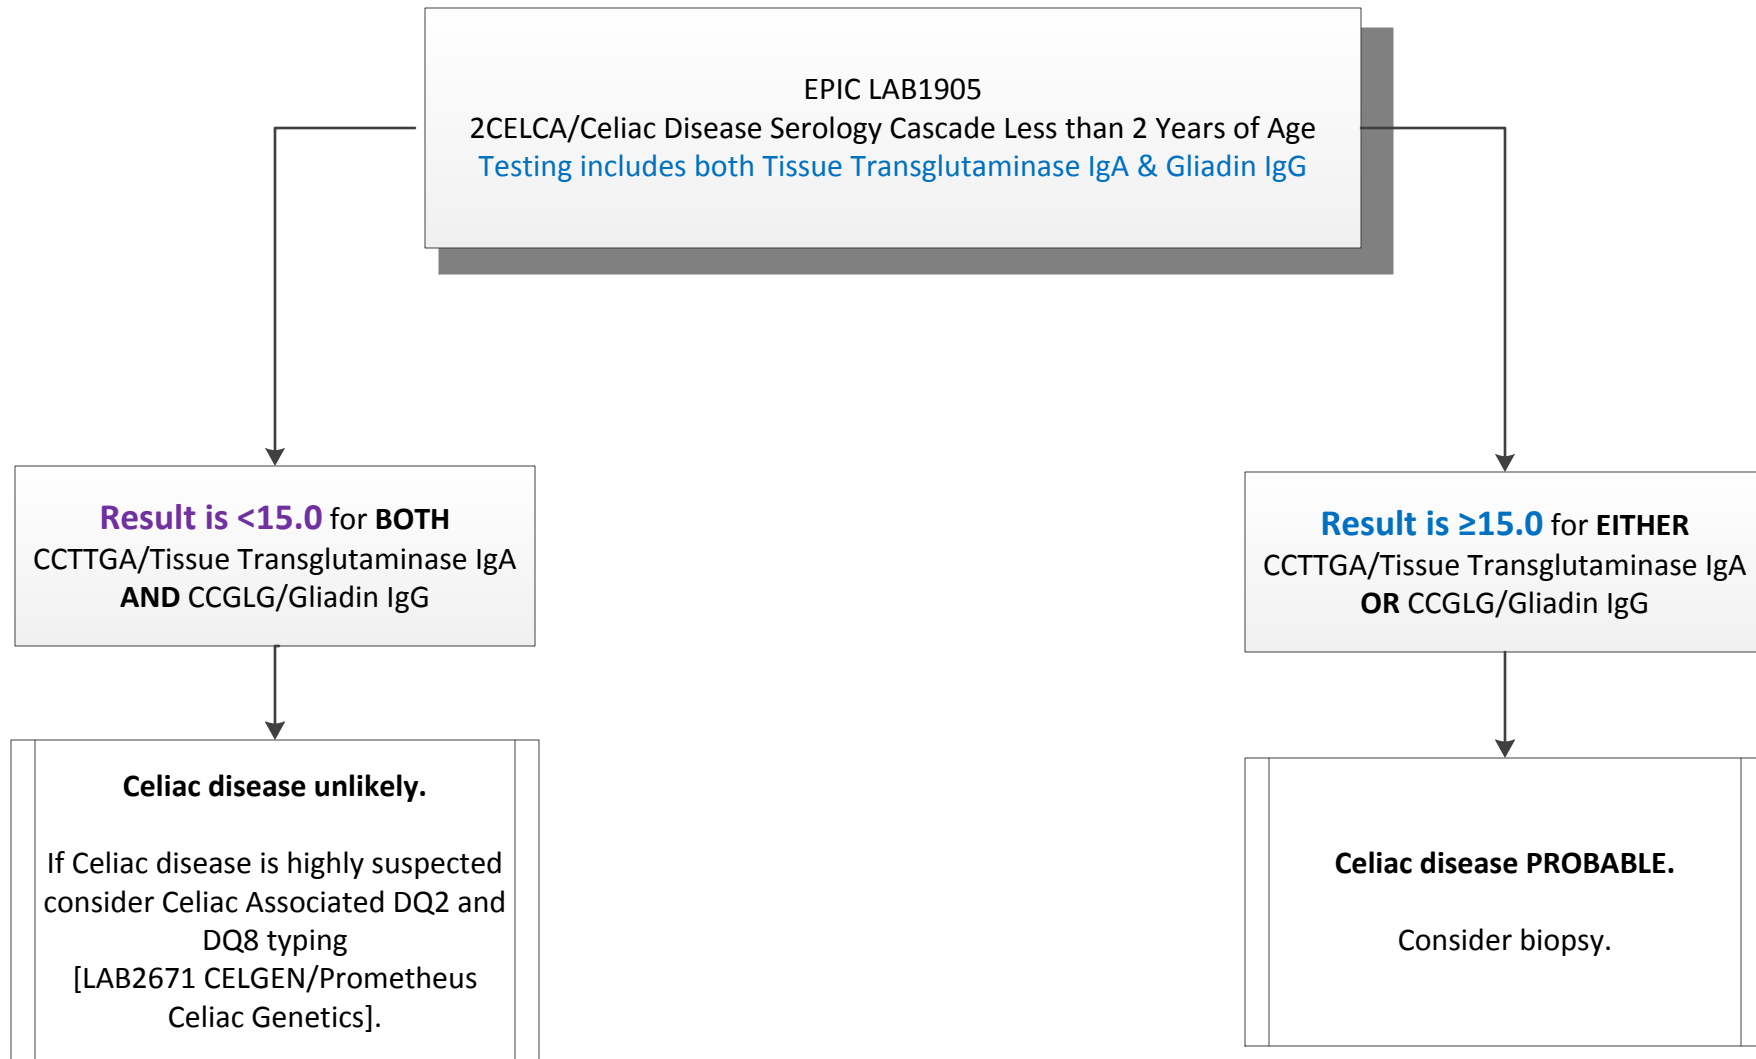 EPIC LAB1905
2CELCA/Celiac Disease Serology Cascade Less than 2 Years of Age
Testing includes both Tissue Transglutaminase IgA & Gliadin IgG
Result is <15.0 for BOTH
CCTTGA/Tissue Transglutaminase IgA
AND CCGLG/Gliadin IgG
Result is ≥15.0 for EITHER
CCTTGA/Tissue Transglutaminase IgA
OR CCGLG/Gliadin IgG
Celiac disease unlikely.
If Celiac disease is highly suspected
consider Celiac Associated DQ2 and
DQ8 typing
[LAB2671 CELGEN/Prometheus
Celiac Genetics].
Celiac disease PROBABLE.
Consider biopsy.